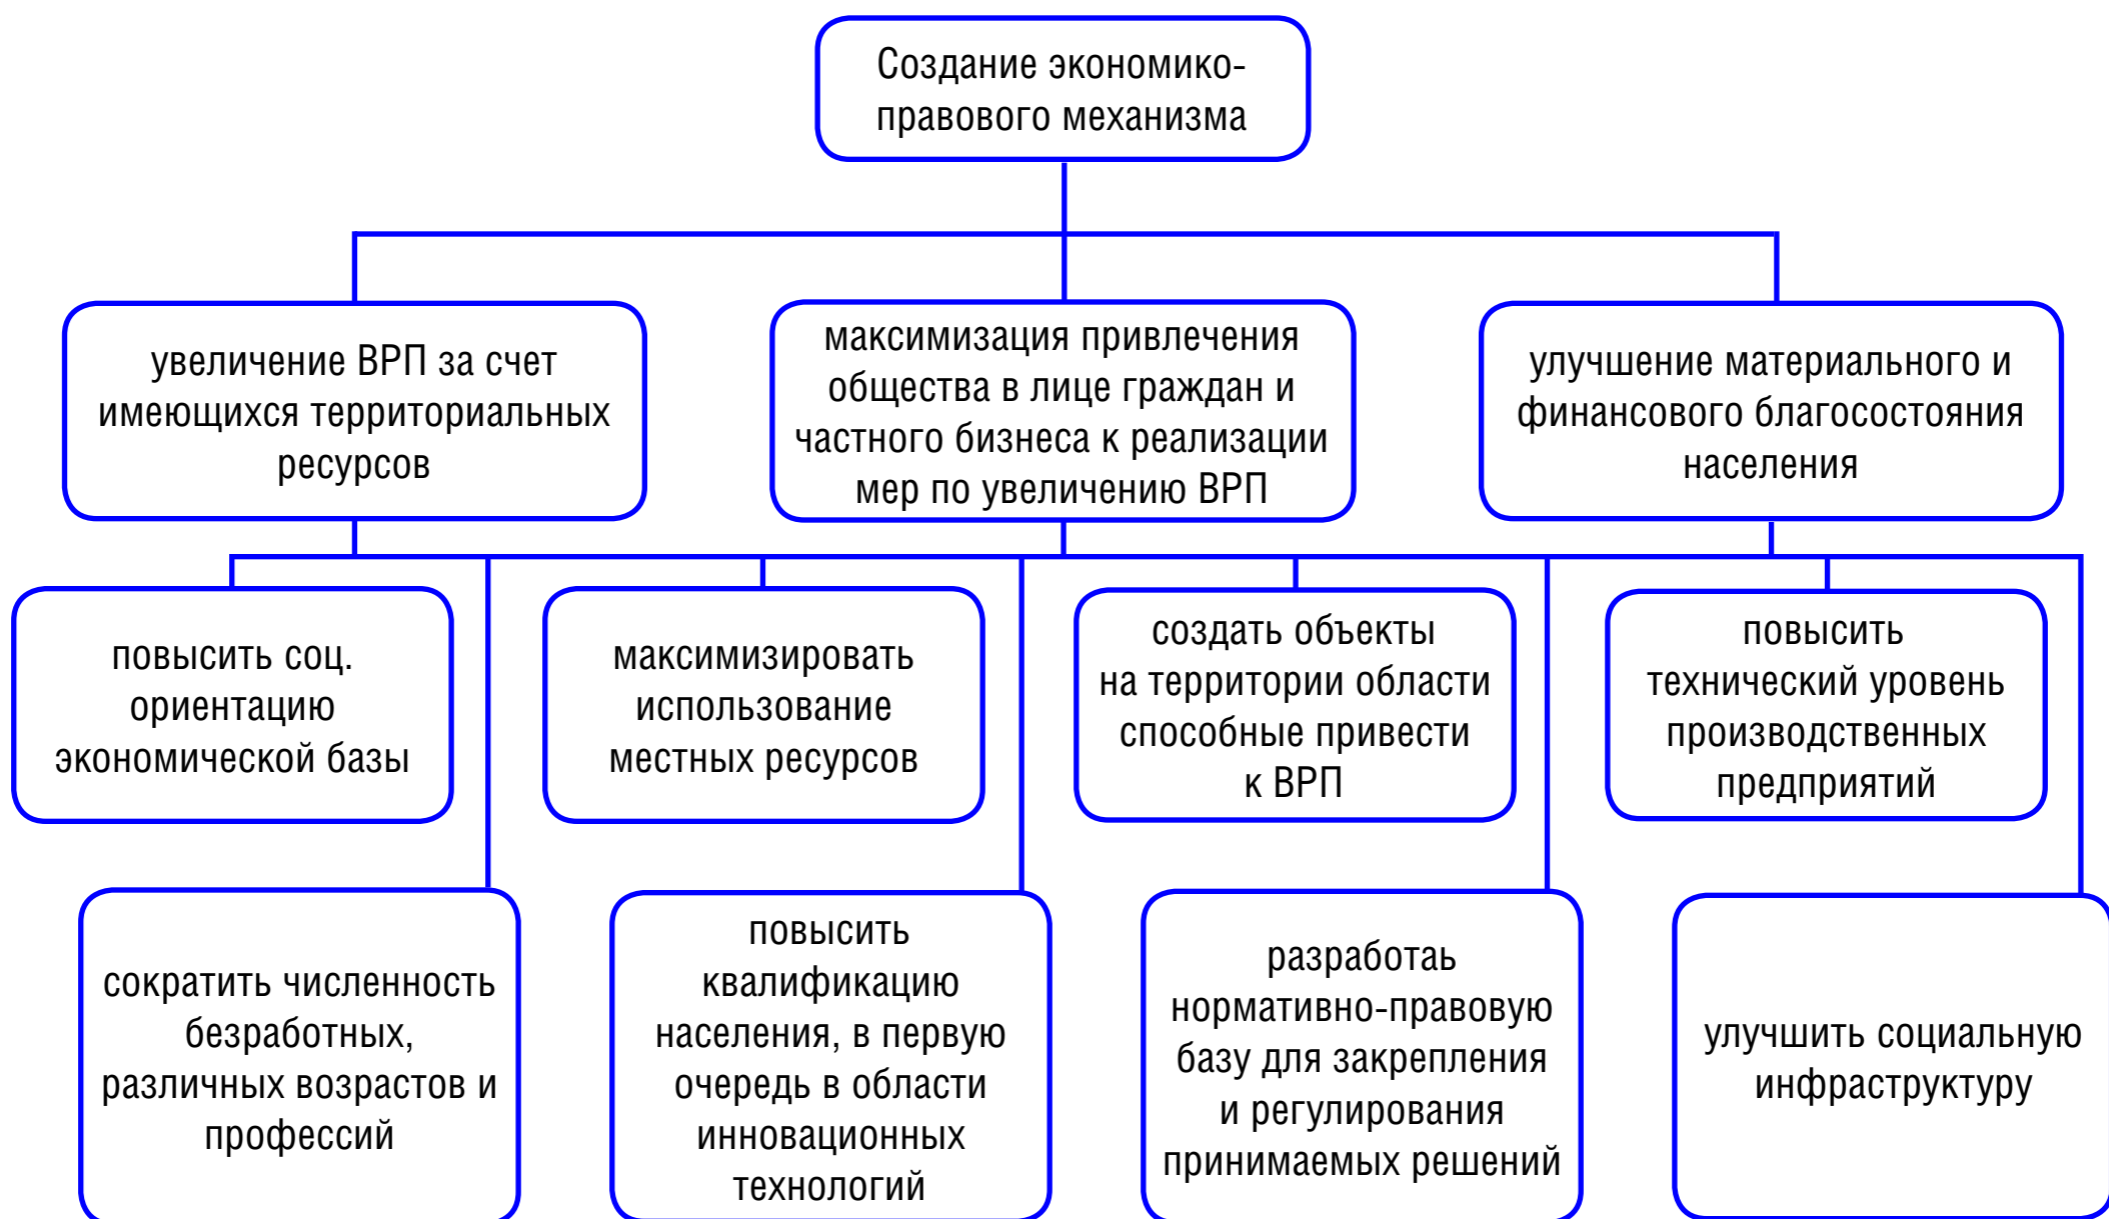 Создание экономико-
правового механизма
увеличение ВРП за счет
имеющихся территориальных
ресурсов
максимизация привлечения
общества в лице граждан и
частного бизнеса к реализации
мер по увеличению ВРП
улучшение материального и
финансового благосостояния
населения
повысить соц.
ориентацию
экономической базы
максимизировать
использование
местных ресурсов
создать объекты
на территории области
способные привести
к ВРП
повысить
технический уровень
производственных
предприятий
сократить численность
безработных,
различных возрастов и
профессий
повысить
квалификацию
населения, в первую
очередь в области
инновационных
технологий
разработаь
нормативно-правовую
базу для закрепления
и регулирования
принимаемых решений
улучшить социальную
инфраструктуру